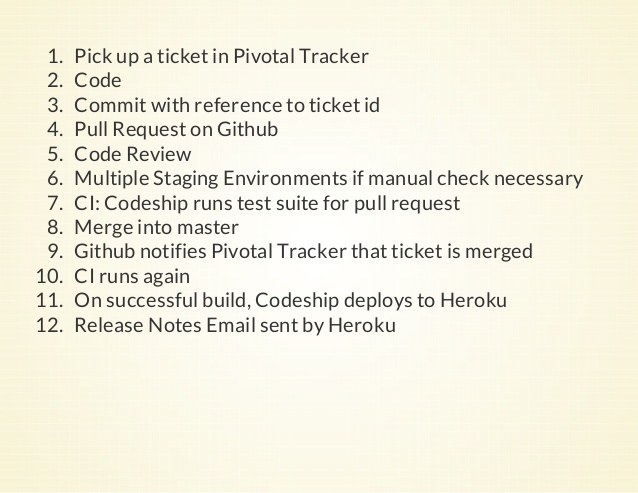 1. Pick up a ticket in Pivotal Tracker
2. Code
3. Commit with reference to ticket id
4. Pull Request on Github
5. Code Review
6. Multiple Staging Environments if manual check necessary
7. CI: Codeship runs test suite for pull request
8. Merge into master
9. Github notifies Pivotal Tracker that ticket is merged
10. CI runs again
11. On successful build, Codeship deploys to Heroku
12. Release Notes Email sent by Heroku